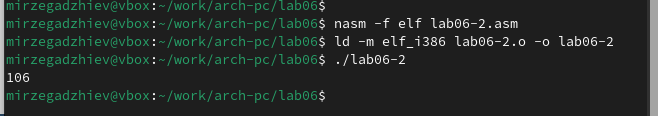 mirzegadzhiev@vbox:~/work/arch-pc/lab06$
mirzegadzhiev@vbox:~/work/arch-pc/lab06$ nasm -f elf lab06-2.asm
mirzegadzhiev@vbox:~/work/arch-pc/lab06$ ld -m elf_i386 lab06-2.o -o lab06-2
mirzegadzhiev@vbox:~/work/arch-pc/lab06$ ./lab06-2
106
mirzegadzhiev@vbox:~/work/arch-pc/lab06$